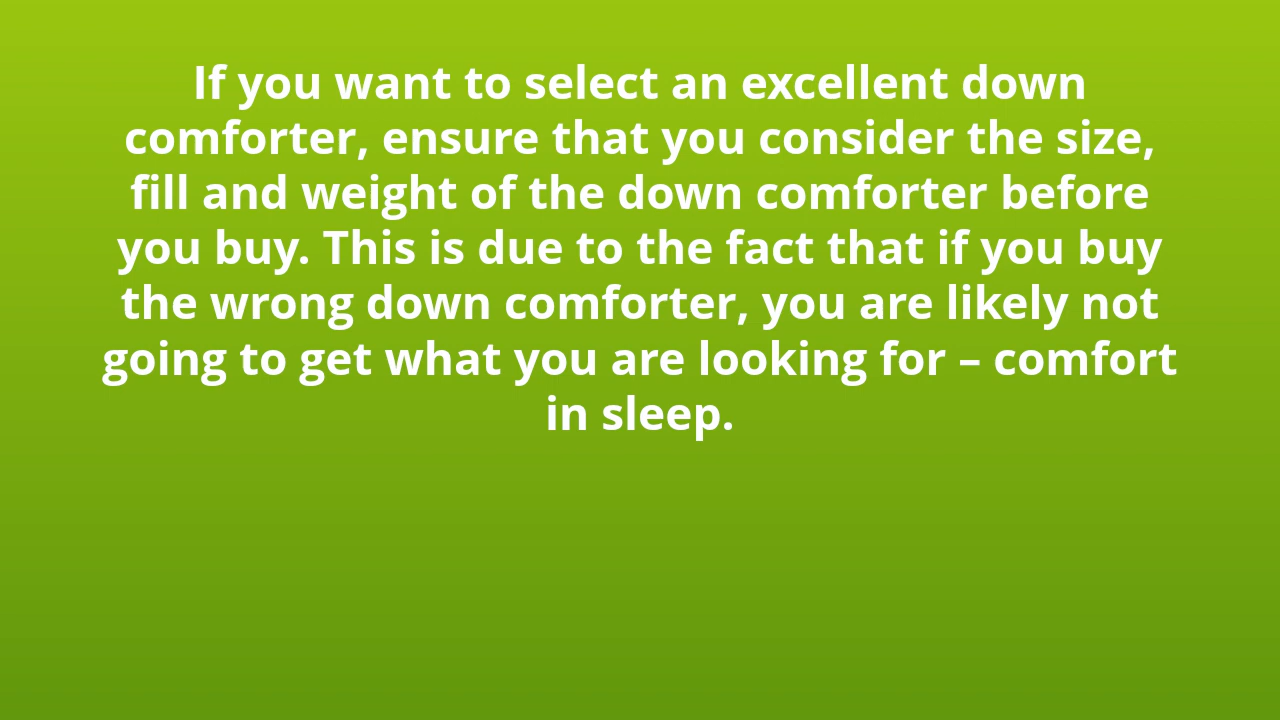 If you want to select an excellent down
comforter, ensure that you consider the size,
fill and weight of the down comforter before
you buy. This is due to the fact that if you buy
the wrong down comforter, you are likely not
going to get what you are looking for – comfort
in sleep.